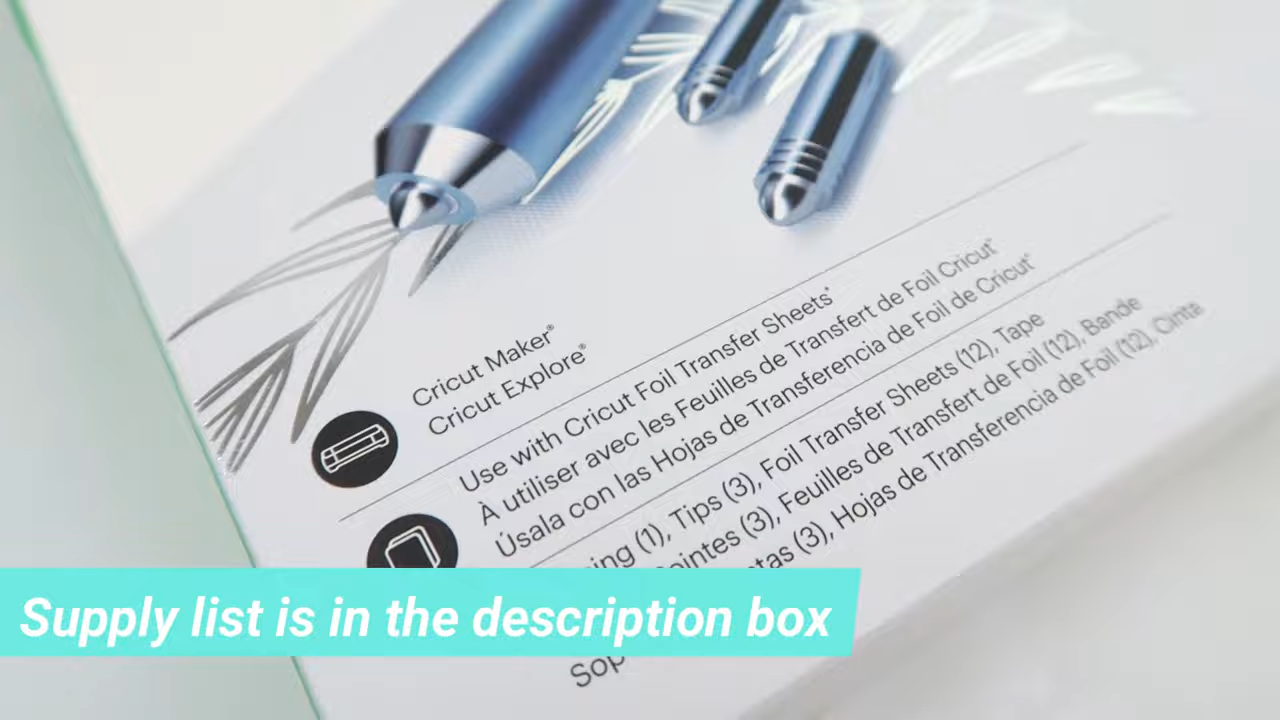 Cricut Maker®
Cricut Explore®
Use with Cricut Foil Transfer Sheets*
À utiliser avec les Feuilles de Transfert de Foil Cricut*
Úsala con las Hojas de Transferencia de Foil de Cricut*
(1), Tips (3), Foil Transfer Sheets (12), Tape
(3), Feuilles de Transfert de Foil (12), Bande
(3), Hojas de Transferencia de Foil (12), Cinta
Supply list is in the description box